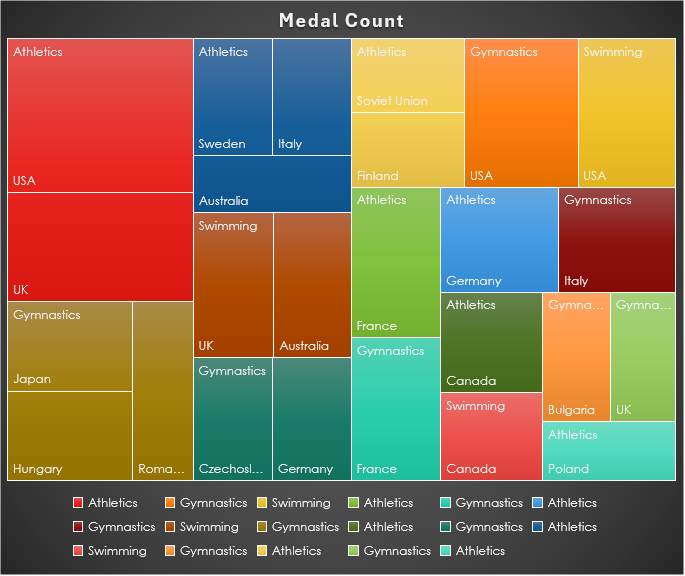 Medal Count
Athletics
USA
UK
Athletics
Sweden
Italy
Australia
Athletics
Soviet Union
Finland
Gymnastics
USA
Swimming
USA
Gymnastics
Japan
Hungary
Roma...
Swimming
UK
Australia
Gymnastics
Czechosl...
Germany
Athletics
France
Gymnastics
France
Athletics
Germany
Gymnastics
Italy
Athletics
Canada
Swimming
Canada
Gymna...
Bulgaria
Gymna...
UK
Athletics
Poland
Athletics Gymnastics Swimming Athletics Gymnastics Athletics
Gymnastics Swimming Gymnastics Athletics Gymnastics Athletics
Swimming Gymnastics Athletics Gymnastics Athletics